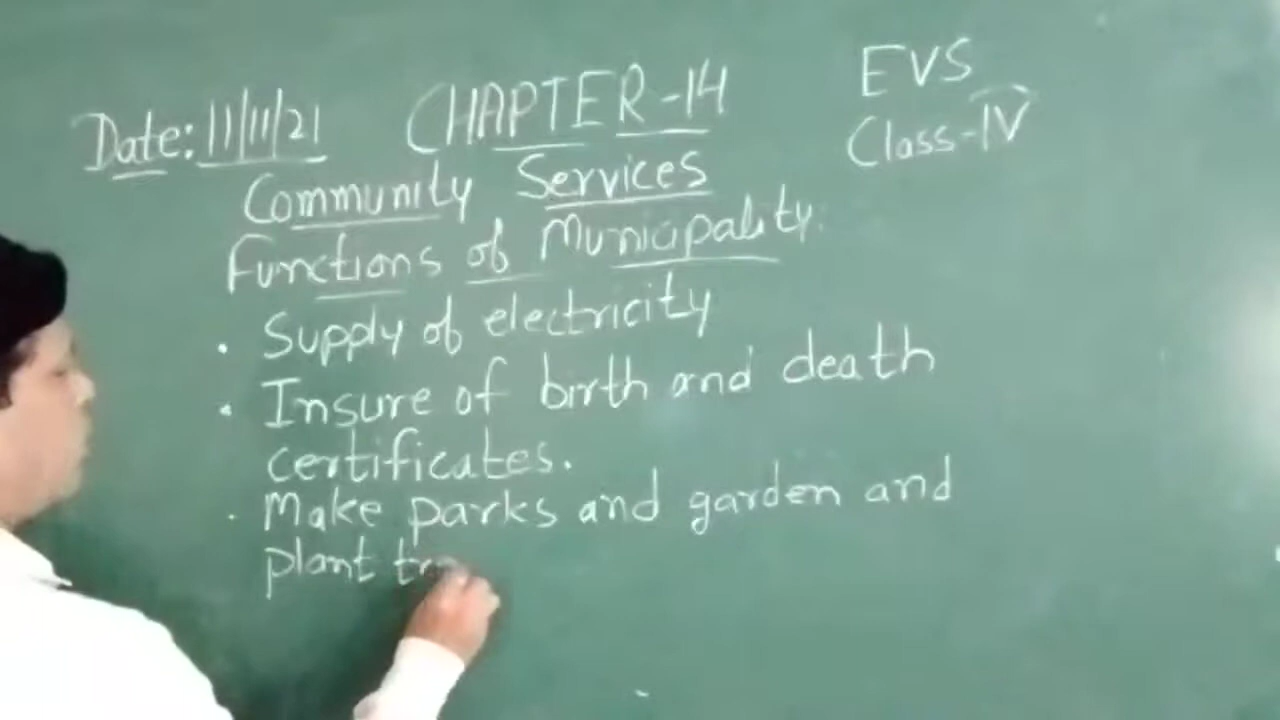 Date: 11/11/21 CHAPTER-14 EVS
Class-IV
Community Services
Functions of Municipality.
• Supply of electricity
• Insure of birth and death
certificates.
• Make parks and garden and
plant